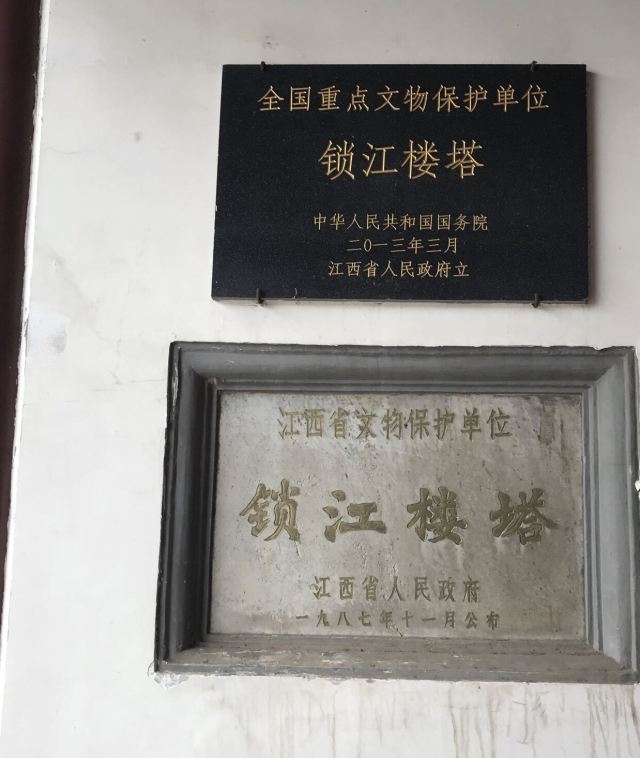 全国重点文物保护单位
锁江楼塔
中华人民共和国国务院
二〇一三年三月
江西省人民政府立
江西省文物保护单位
锁江楼塔
江西省人民政府
一九八七年十一月公布